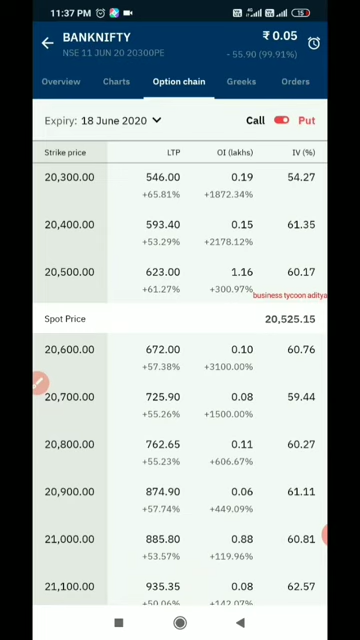 11:37 PM
15
BANKNIFTY
₹ 0.05
NSE 11 JUN 20 20300PE
- 55.90 (99.91%)
Overview Charts Option chain Greeks Orders
Expiry: 18 June 2020 Call Put
Strike price LTP OI (lakhs) IV (%)
20,300.00 546.00 0.19 54.27
+65.81% +1872.34%
20,400.00 593.40 0.15 61.35
+53.29% +2178.12%
20,500.00 623.00 1.16 60.17
+61.27% +300.97%
business tycoon aditya
Spot Price 20,525.15
20,600.00 672.00 0.10 60.76
+57.38% +3100.00%
20,700.00 725.90 0.08 59.44
+55.26% +1500.00%
20,800.00 762.65 0.11 60.27
+55.23% +606.67%
20,900.00 874.90 0.06 61.11
+57.74% +449.09%
21,000.00 885.80 0.88 60.81
+53.57% +119.96%
21,100.00 935.35 0.08 62.57
+50.06% +142.07%